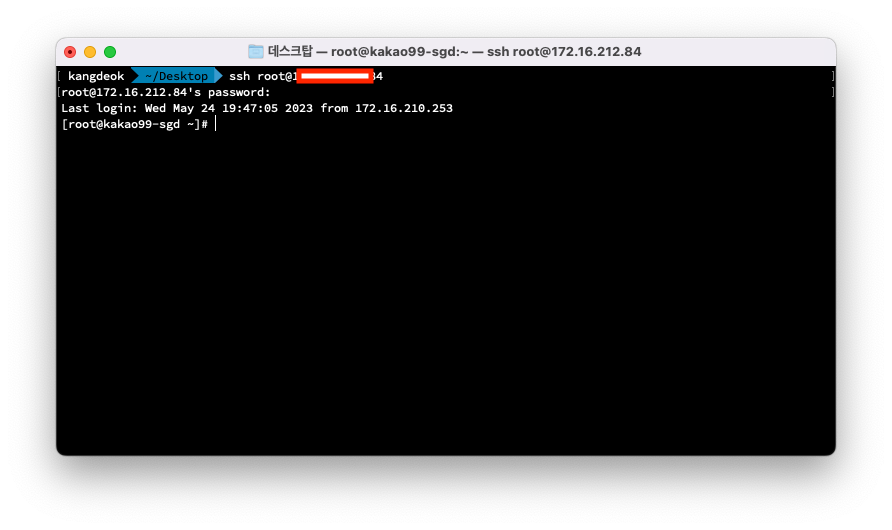 데스크탑 — root@kakao99-sgd:~ — ssh root@172.16.212.84
[ kangdeok ~/Desktop ssh root@1 84 ]
[root@172.16.212.84's password: ]
Last login: Wed May 24 19:47:05 2023 from 172.16.210.253
[root@kakao99-sgd ~]#